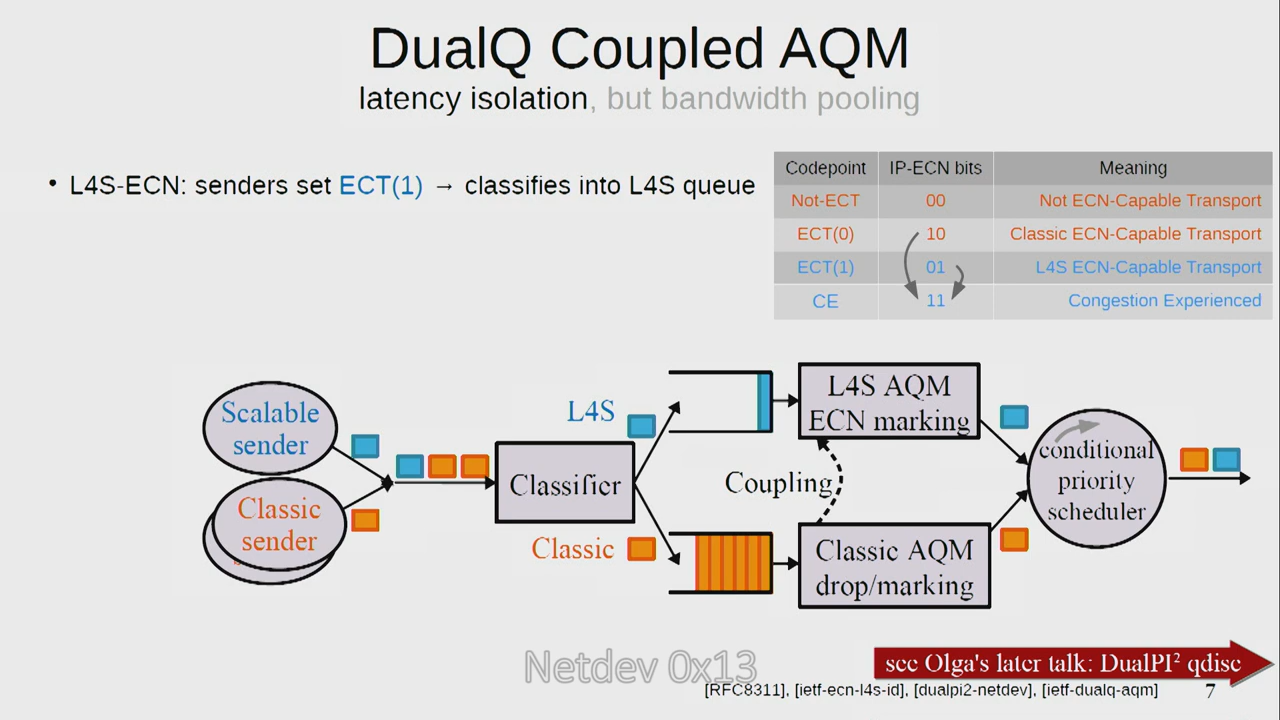 DualQ Coupled AQM
latency isolation, but bandwidth pooling
• L4S-ECN: senders set ECT(1) → classifies into L4S queue
Codepoint IP-ECN bits Meaning
Not-ECT 00 Not ECN-Capable Transport
ECT(0) 10 Classic ECN-Capable Transport
ECT(1) 01 L4S ECN-Capable Transport
CE 11 Congestion Experienced
Scalable
sender
Classic
sender
Classifier
L4S
Classic
L4S AQM
ECN marking
Coupling
Classic AQM
drop/marking
conditional
priority
scheduler
see Olga's later talk: DualPI² qdisc
Netdev 0x13
[RFC8311], [ietf-ecn-l4s-id], [dualpi2-netdev], [ietf-dualq-aqm]
7